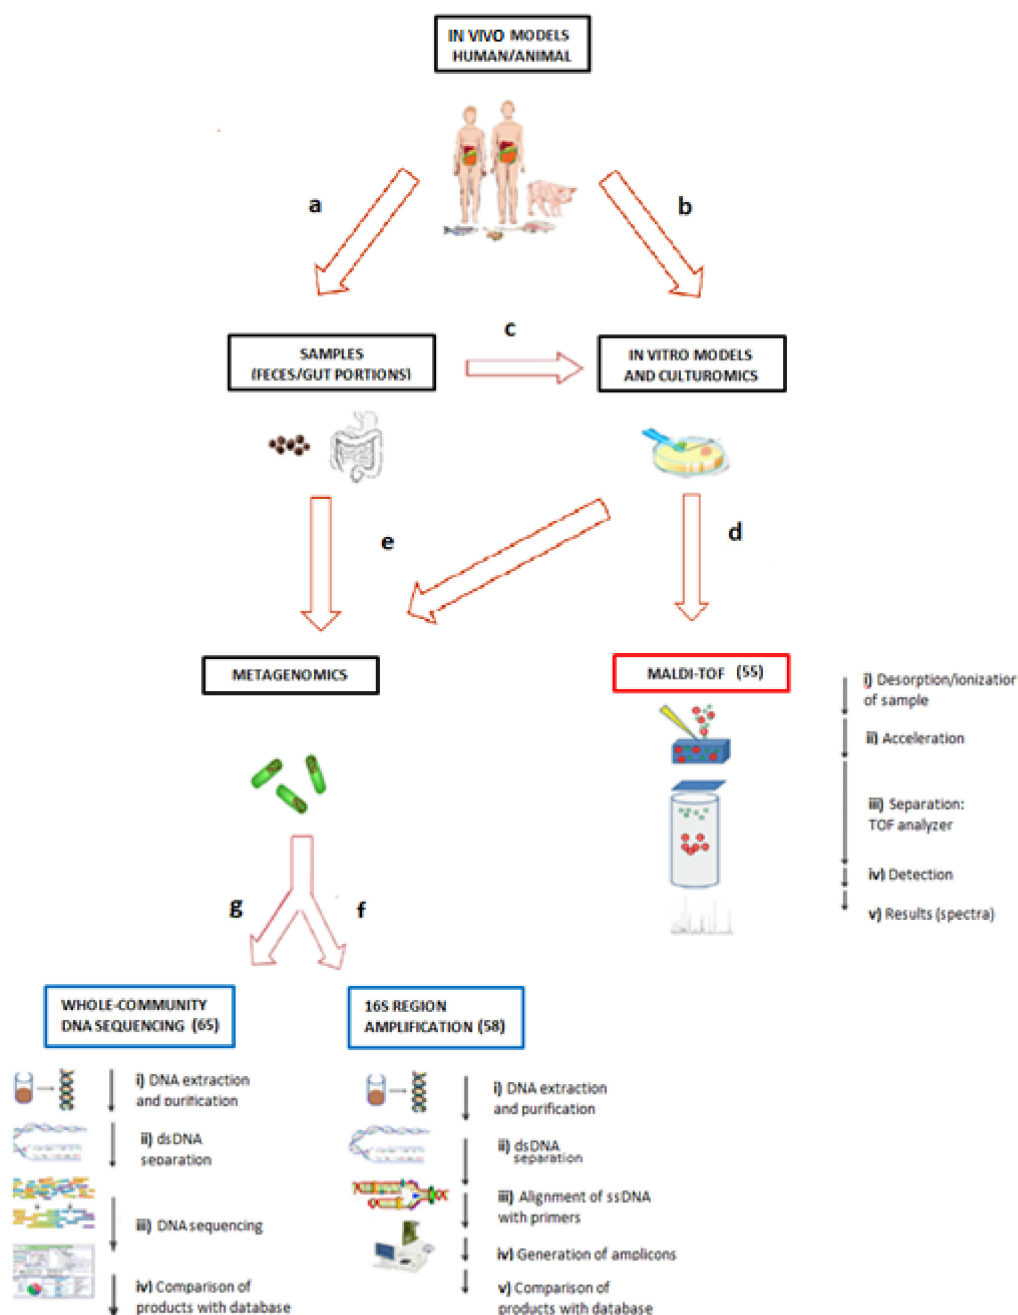 IN VIVO MODELS
HUMAN/ANIMAL
a
b
SAMPLES
(FECES/GUT PORTIONS)
c
IN VITRO MODELS
AND CULTUROMICS
e
d
METAGENOMICS
MALDI-TOF (55)
i) Desorption/ionization
of sample
ii) Acceleration
iii) Separation:
TOF analyzer
iv) Detection
v) Results (spectra)
g
f
WHOLE-COMMUNITY
DNA SEQUENCING (65)
i) DNA extraction
and purification
ii) dsDNA
separation
iii) DNA sequencing
iv) Comparison of
products with database
16S REGION
AMPLIFICATION (58)
i) DNA extraction
and purification
ii) dsDNA
separation
iii) Alignment of ssDNA
with primers
iv) Generation of amplicons
v) Comparison of
products with database